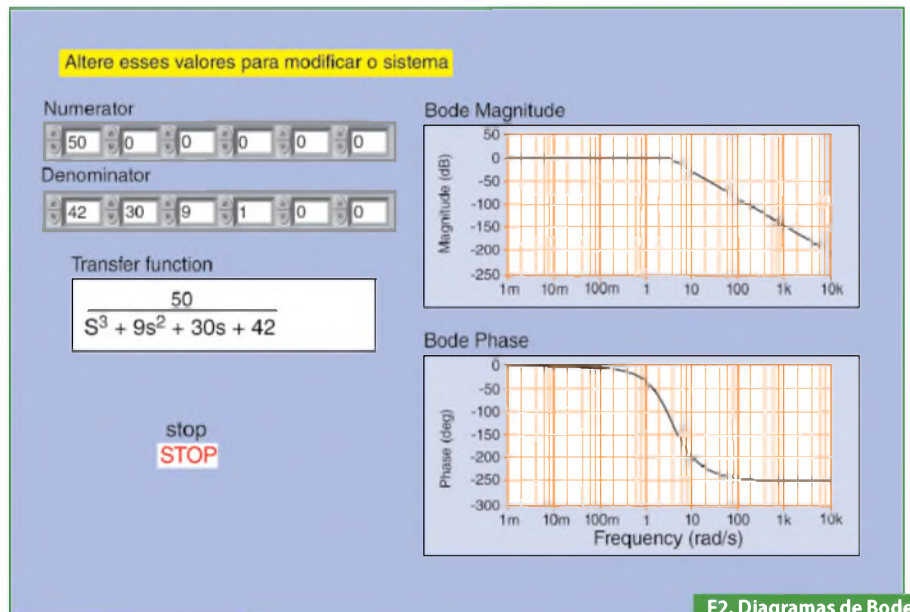 Altere esses valores para modificar o sistema
Numerator
50 0 0 0 0 0
Denominator
42 30 9 1 0 0
Transfer function
50
S³ + 9s² + 30s + 42
stop
STOP
Bode Magnitude
Magnitude (dB)
50
0
-50
-100
-150
-200
-250
1m 10m 100m 1 10 100 1k 10k
Bode Phase
Phase (deg)
0
-50
-100
-150
-200
-250
-300
1m 10m 100m 1 10 100 1k 10k
Frequency (rad/s)
F2. Diagramas de Bode